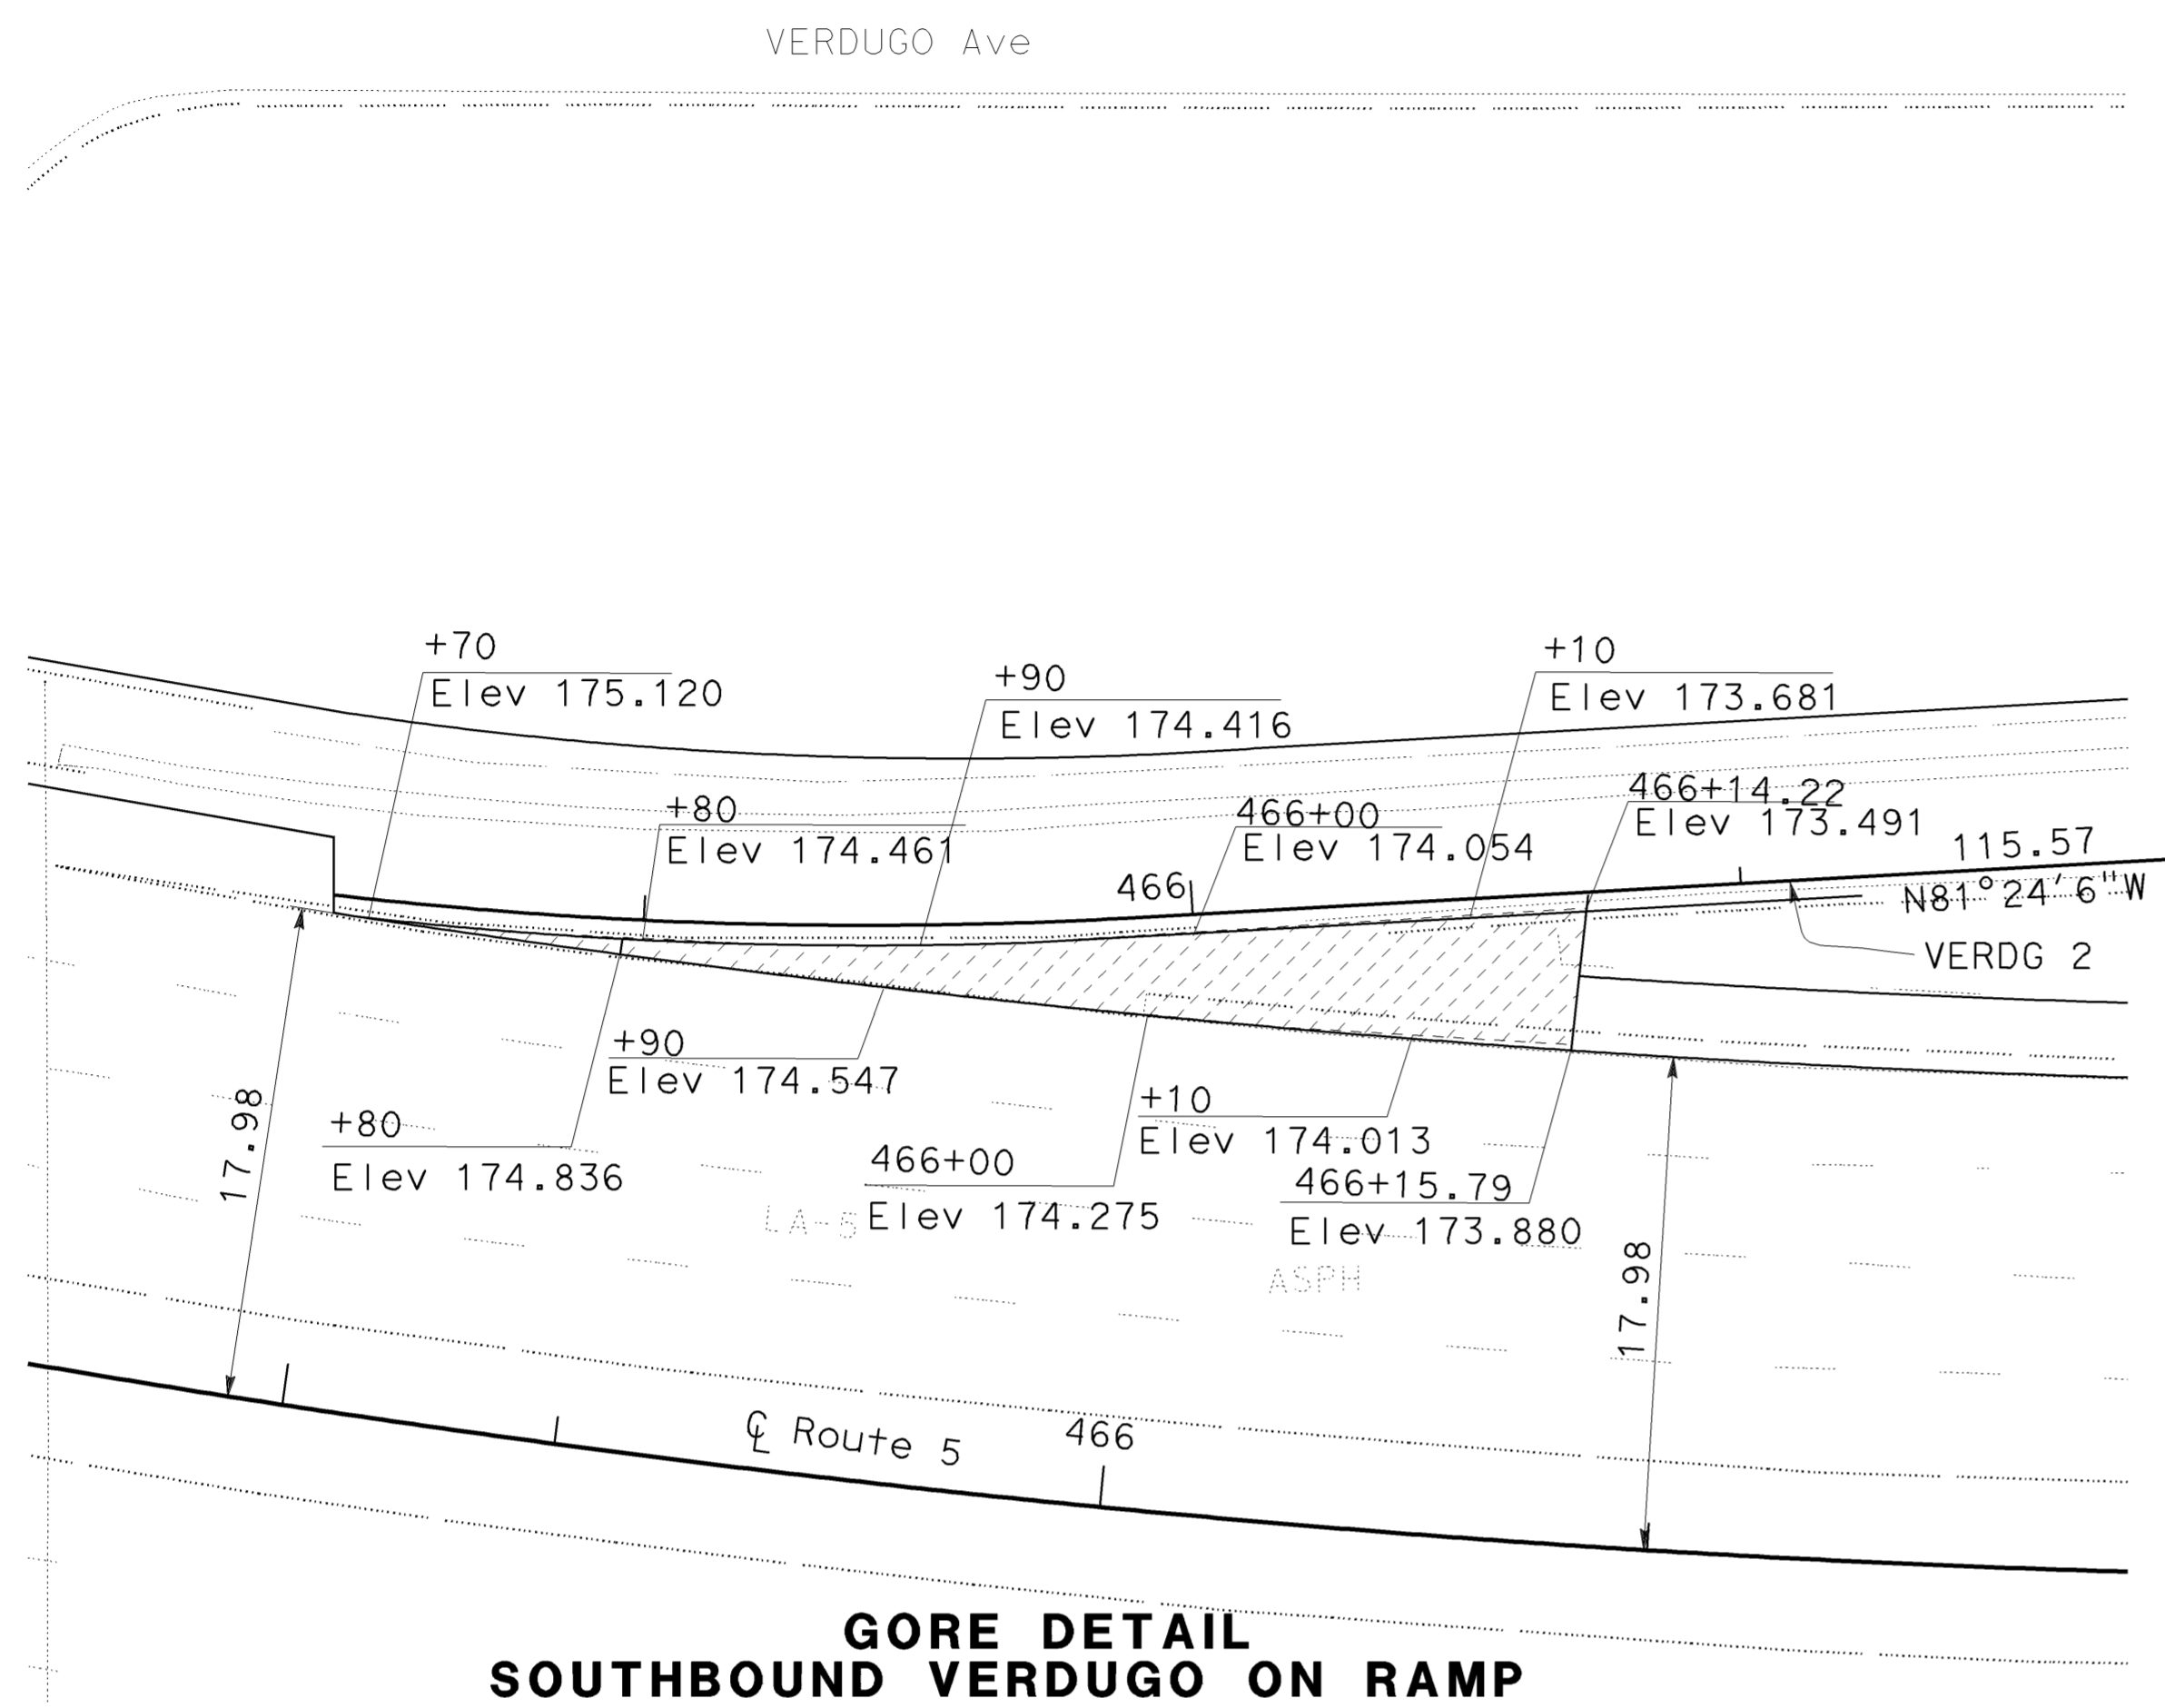 VERDUGO Ave
+70
Elev 175.120
+90
Elev 174.416
+10
Elev 173.681
+80
Elev 174.461
466+00
Elev 174.054
466+14.22
Elev 173.491
115.57
466
N81°24'6"W
VERDG 2
+90
Elev 174.547
+80
Elev 174.836
17.98
+10
Elev 174.013
466+00
Elev 174.275
466+15.79
Elev 173.880
LA-5
ASPH
17.98
℄ Route 5
466
GORE DETAIL
SOUTHBOUND VERDUGO ON RAMP